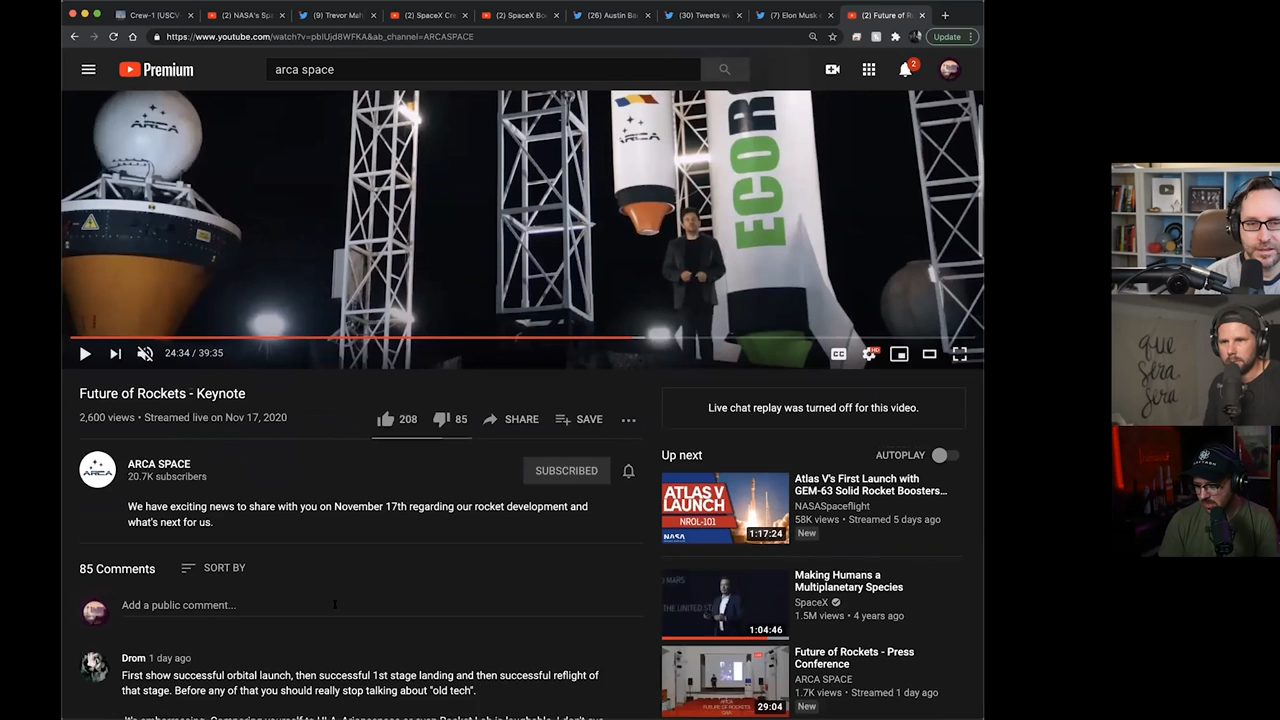 Crew-1 (USCV
(2) NASA's Sp
(9) Trevor Mah
(2) SpaceX Cr
(2) SpaceX Bo
(26) Austin Ba
(30) Tweets w
(7) Elon Musk
(2) Future of R
https://www.youtube.com/watch?v=pbIUjd8WFKA&ab_channel=ARCASPACE
Update
Premium
arca space
2
ARCA
ARCA
ECOR
24:34 / 39:35
CC
HD
Future of Rockets - Keynote
2,600 views • Streamed live on Nov 17, 2020
208
85
SHARE
SAVE
ARCA SPACE
20.7K subscribers
SUBSCRIBED
We have exciting news to share with you on November 17th regarding our rocket development and
what's next for us.
85 Comments
SORT BY
Add a public comment...
Drom 1 day ago
First show successful orbital launch, then successful 1st stage landing and then successful reflight of
that stage. Before any of that you should really stop talking about "old tech".
Live chat replay was turned off for this video.
Up next
AUTOPLAY
ATLAS V
LAUNCH
NROL-101
1:17:24
Atlas V's First Launch with
GEM-63 Solid Rocket Boosters...
NASASpaceflight
58K views • Streamed 5 days ago
New
1:04:46
Making Humans a
Multiplanetary Species
SpaceX
1.5M views • 4 years ago
29:04
Future of Rockets - Press
Conference
ARCA SPACE
1.7K views • Streamed 1 day ago
New
que
sera
sera